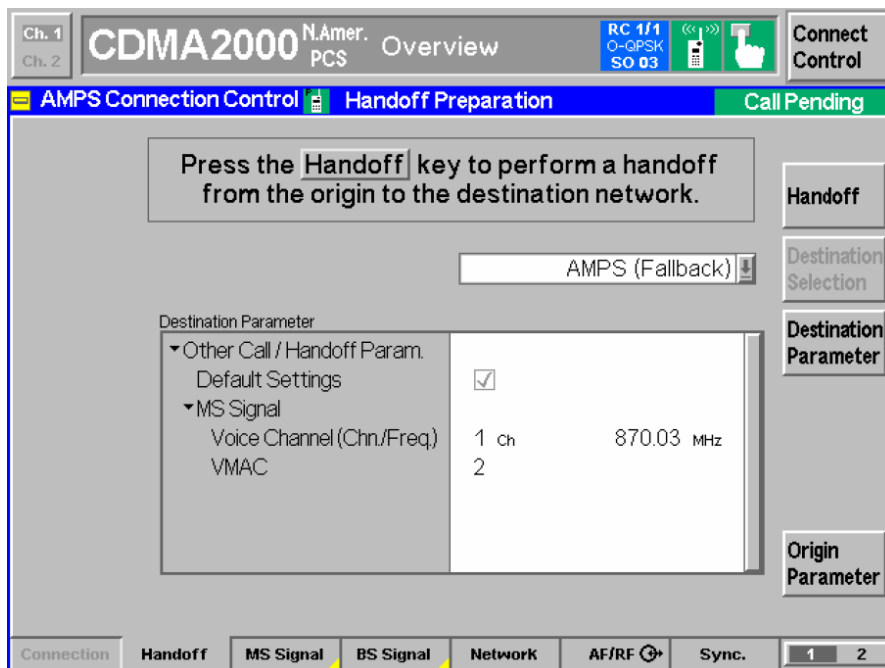 Ch. 1
Ch. 2
CDMA2000 N.Amer. PCS Overview
RC 1/1
O-QPSK
SO 03
Connect
Control
AMPS Connection Control Handoff Preparation Call Pending
Press the Handoff key to perform a handoff
from the origin to the destination network.
Handoff
AMPS (Fallback)
Destination
Selection
Destination Parameter
Destination
Parameter
Other Call / Handoff Param.
Default Settings
MS Signal
Voice Channel (Chn./Freq.) 1 Ch 870.03 MHz
VMAC 2
Origin
Parameter
Connection Handoff MS Signal BS Signal Network AF/RF Sync. 1 2